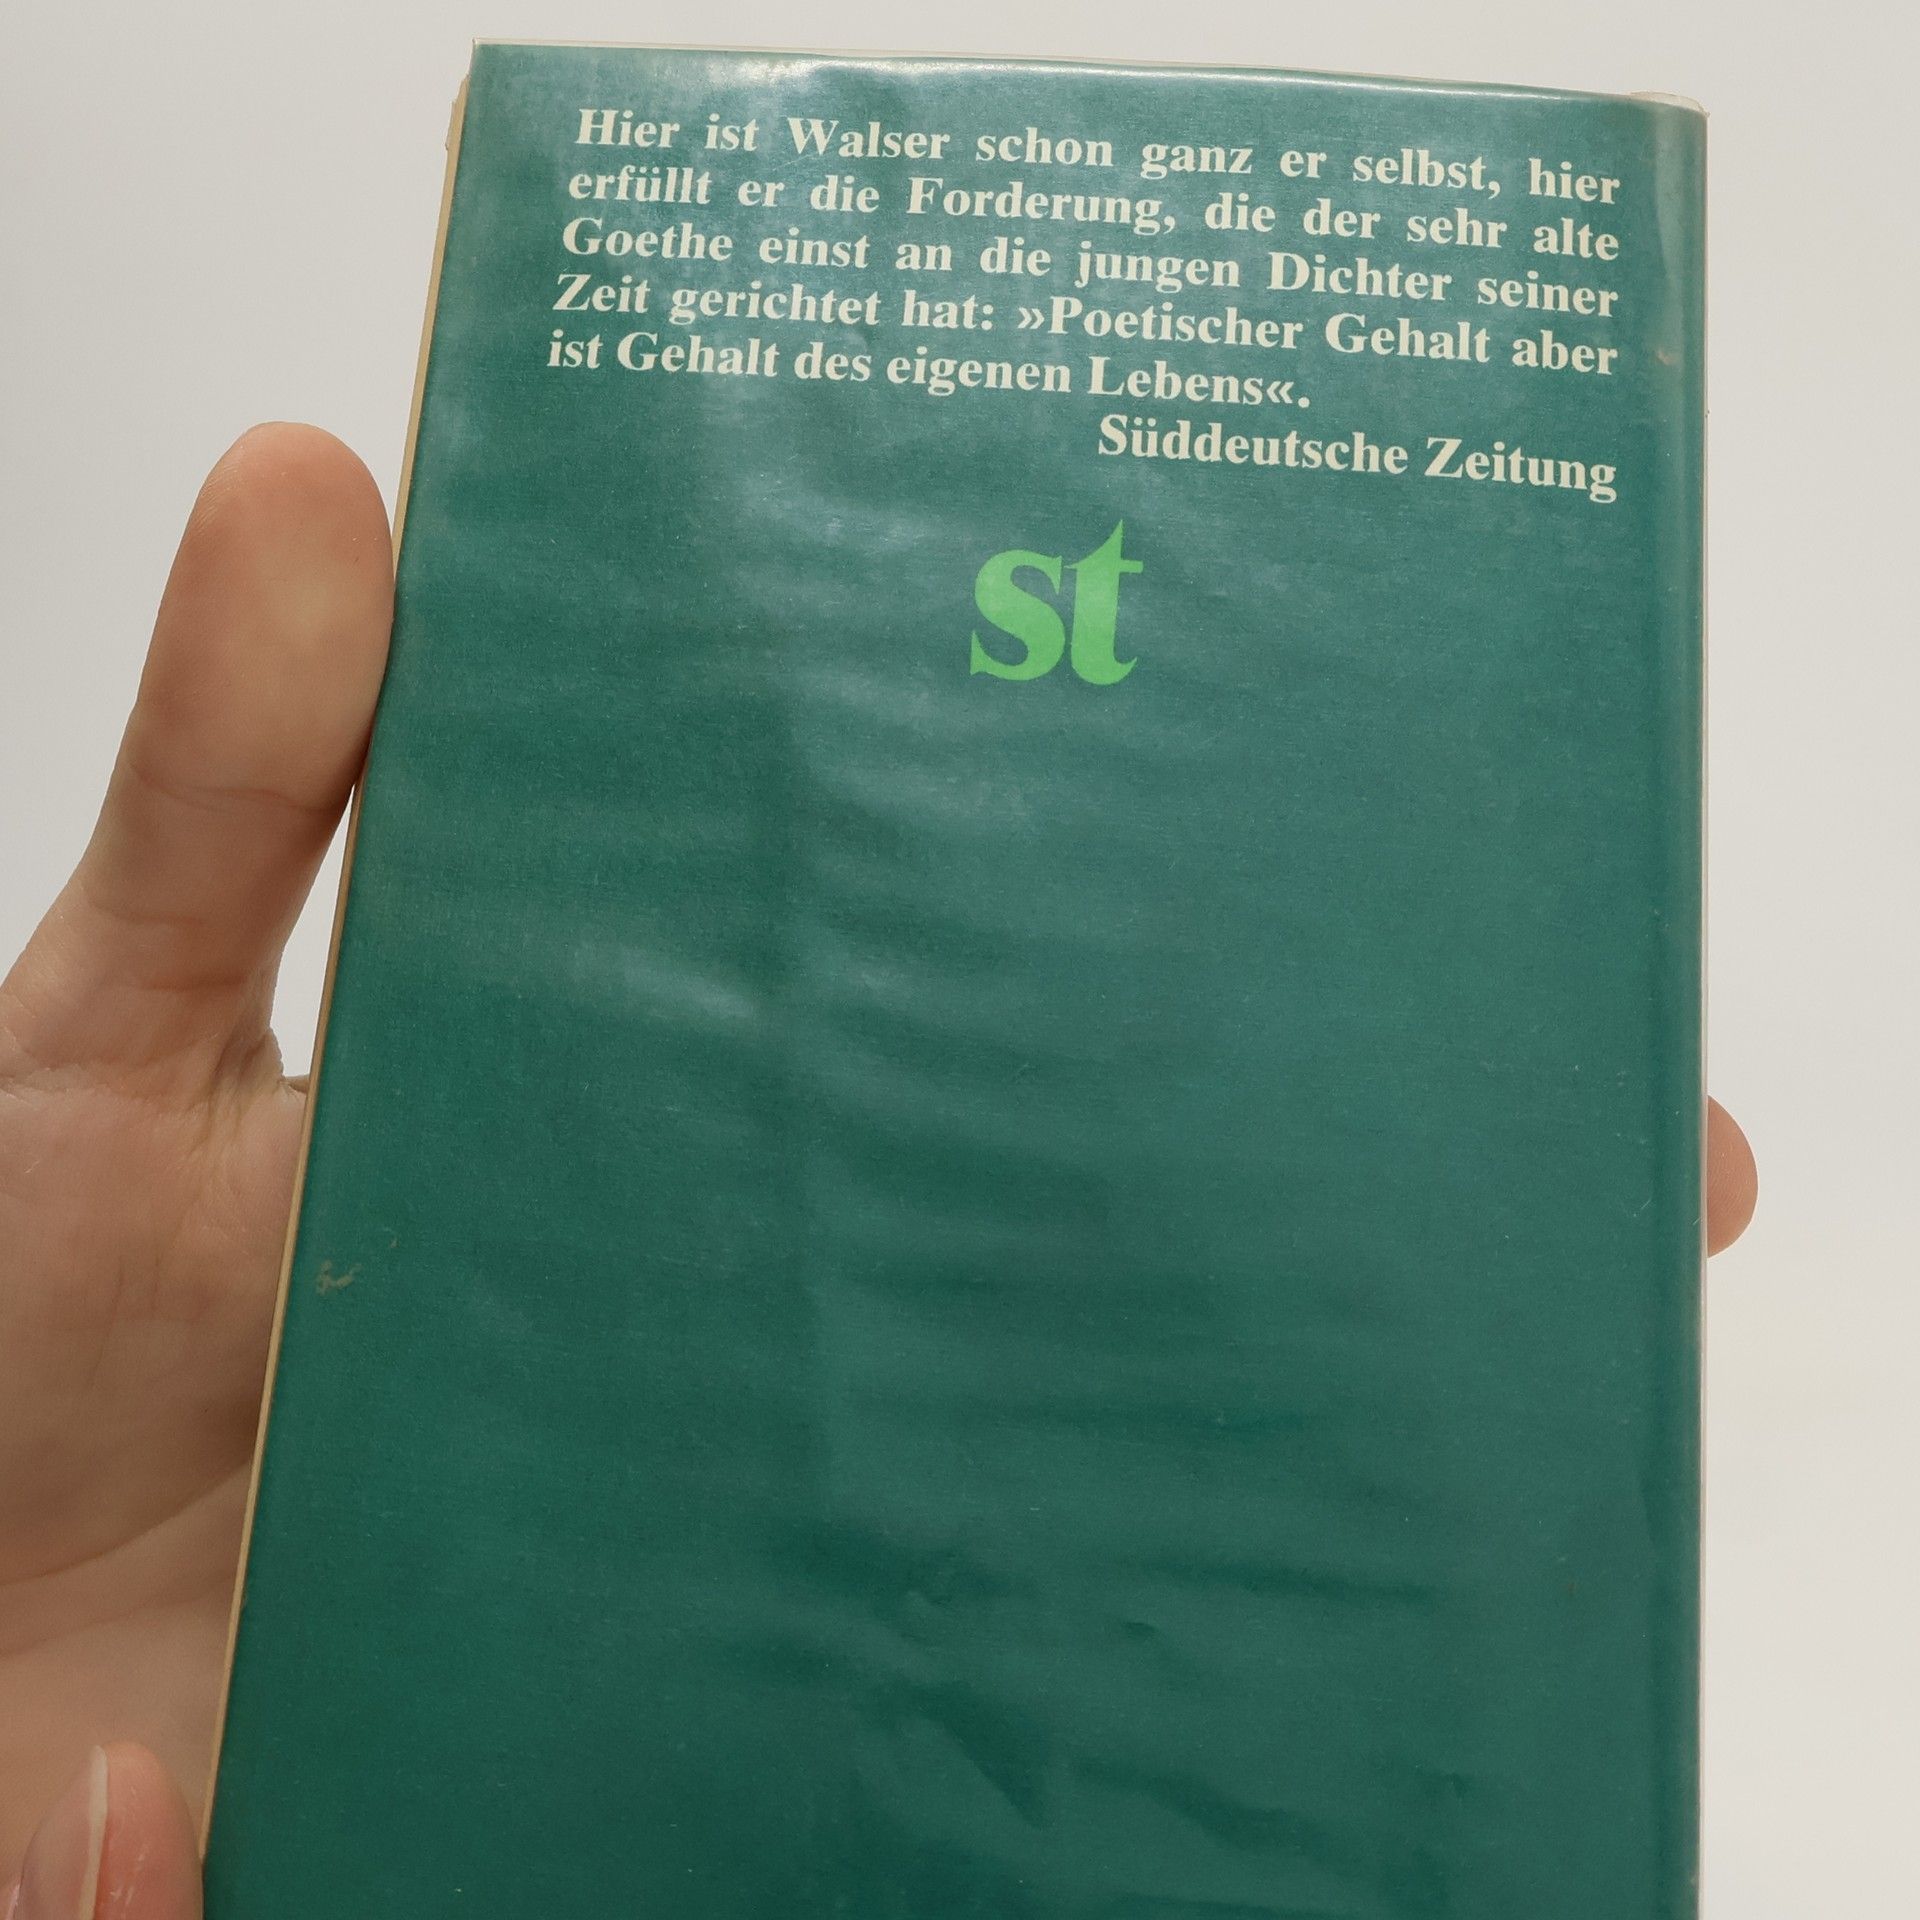 Hier ist Walser schon ganz er selbst, hier
erfüllt er die Forderung, die der sehr alte
Goethe einst an die jungen Dichter seiner
Zeit gerichtet hat: »Poetischer Gehalt aber
ist Gehalt des eigenen Lebens«.
Süddeutsche Zeitung
st